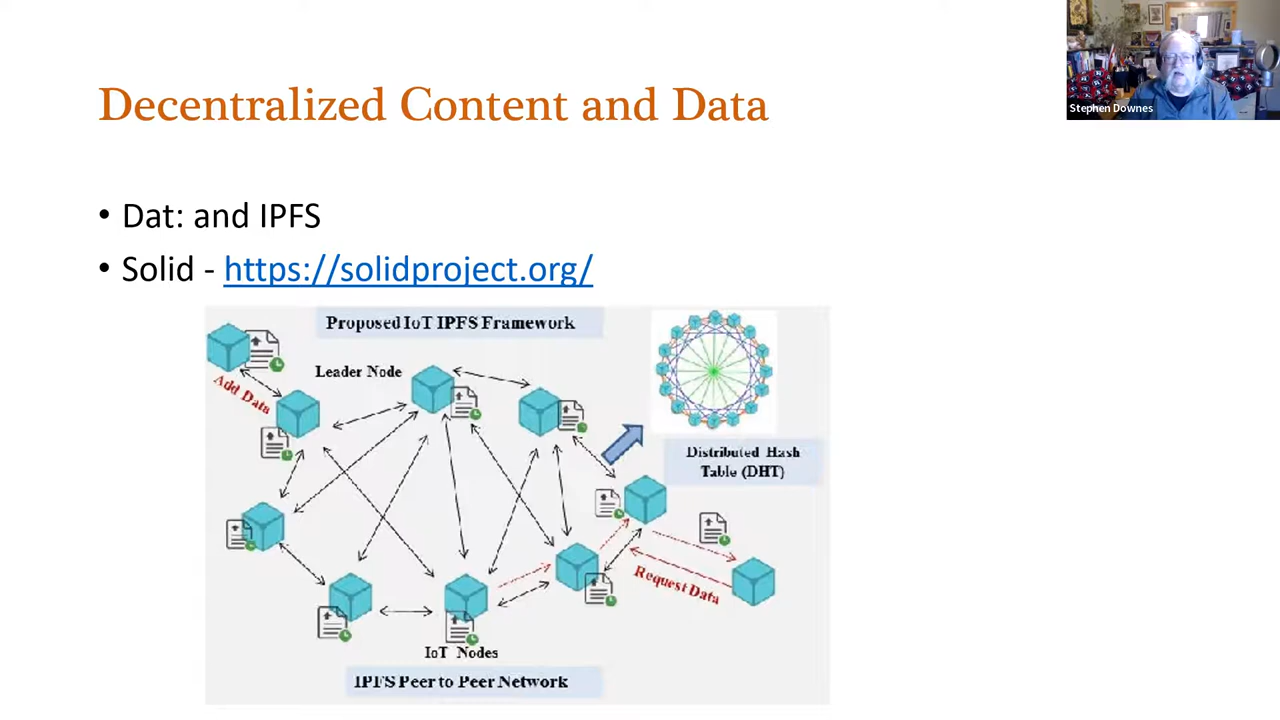 Stephen Downes
Decentralized Content and Data
• Dat: and IPFS
• Solid - https://solidproject.org/
Proposed IoT IPFS Framework
Leader Node
Add Data
Distributed Hash
Table (DHT)
Request Data
IoT Nodes
IPFS Peer to Peer Network